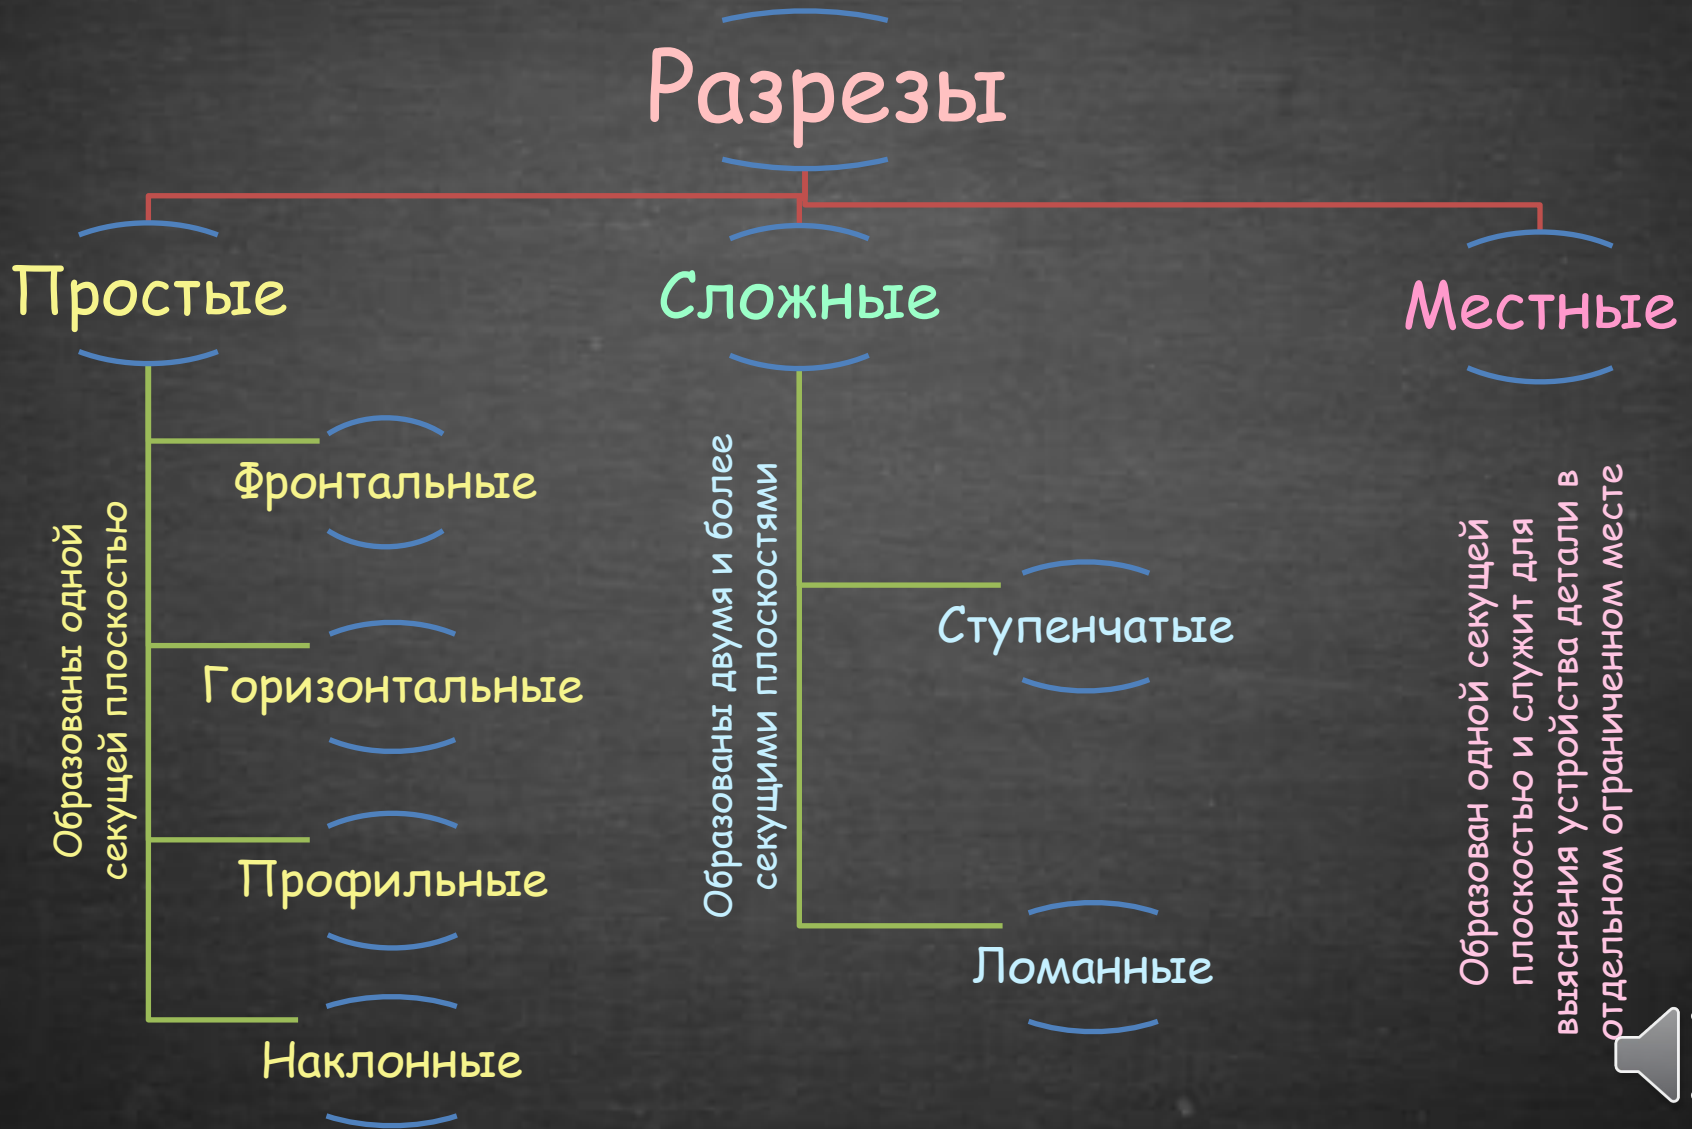 Разрезы
Простые
Сложные
Местные
Образованы одной
секущей плоскостью
Фронтальные
Горизонтальные
Профильные
Наклонные
Образованы двумя и более
секущими плоскостями
Ступенчатые
Ломанные
Образован одной секущей
плоскостью и служит для
выяснения устройства детали в
отдельном ограниченном месте